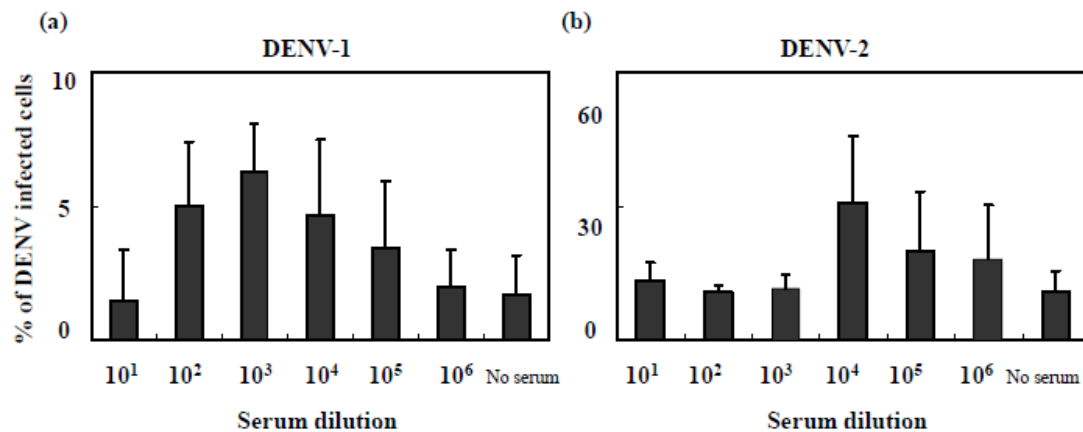 (a)
DENV-1
% of DENV infected cells
10
5
0
10¹ 10² 10³ 10⁴ 10⁵ 10⁶ No serum
Serum dilution
(b)
DENV-2
60
30
0
10¹ 10² 10³ 10⁴ 10⁵ 10⁶ No serum
Serum dilution